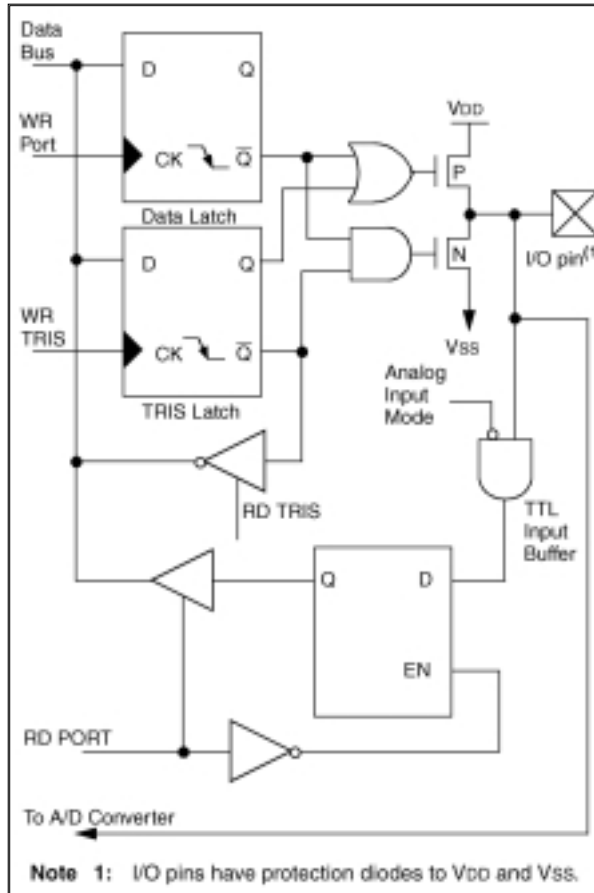 Data
Bus
D
Q
WR
Port
CK
Q
Data Latch
VDD
P
I/O pin(1
N
VSS
D
Q
WR
TRIS
CK
Q
TRIS Latch
Analog
Input
Mode
RD TRIS
TTL
Input
Buffer
Q
D
EN
RD PORT
To A/D Converter
Note 1: I/O pins have protection diodes to VDD and VSS.